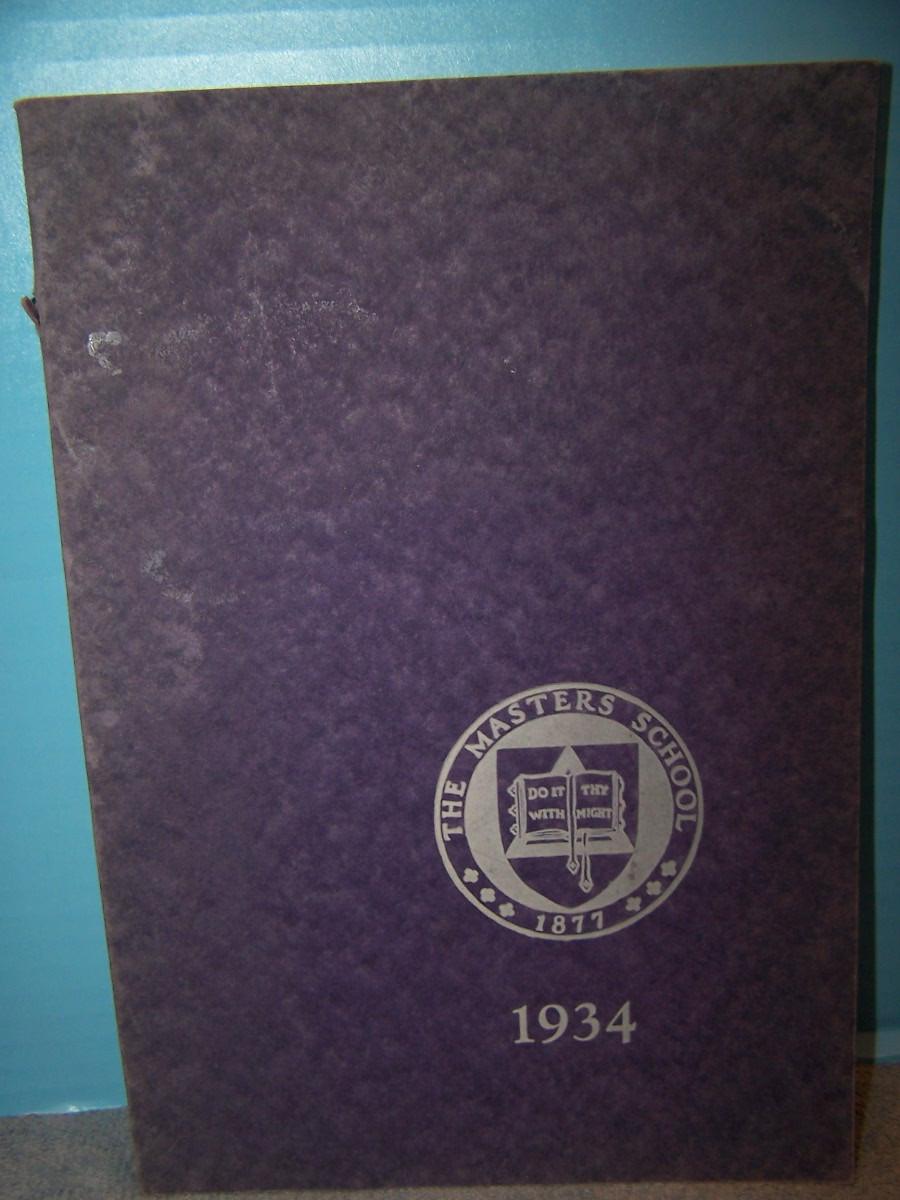 THE MASTERS SCHOOL
DO IT THY
WITH MIGHT
1877
1934